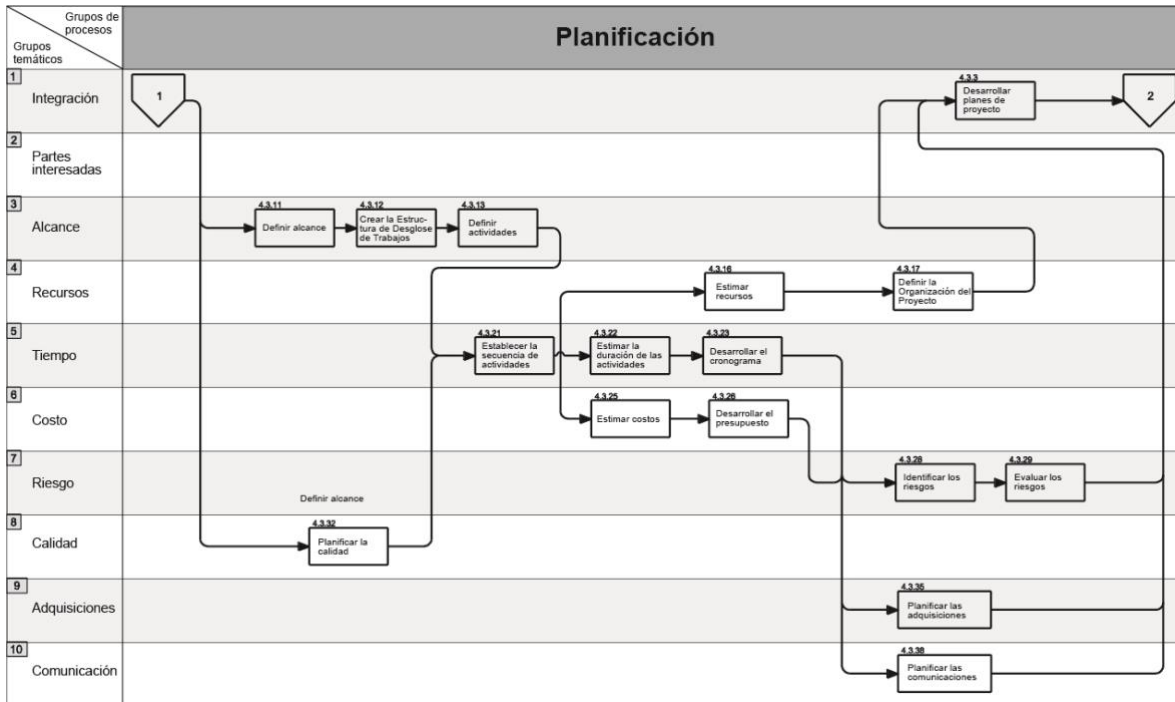 Grupos de
procesos
Grupos
temáticos
Planificación
1
Integración
1
4.3.3
Desarrollar
planes de
proyecto
2
2
Partes
interesadas
3
Alcance
4.3.11
Definir alcance
4.3.12
Crear la Estruc-
tura de Desglose
de Trabajos
4.3.13
Definir
actividades
4
Recursos
4.3.16
Estimar
recursos
4.3.17
Definir la
Organización del
Proyecto
5
Tiempo
4.3.21
Establecer la
secuencia de
actividades
4.3.22
Estimar la
duración de las
actividades
4.3.23
Desarrollar el
cronograma
6
Costo
4.3.25
Estimar costos
4.3.26
Desarrollar el
presupuesto
7
Riesgo
Definir alcance
4.3.28
Identificar los
riesgos
4.3.29
Evaluar los
riesgos
8
Calidad
4.3.32
Planificar la
calidad
9
Adquisiciones
4.3.35
Planificar las
adquisiciones
10
Comunicación
4.3.38
Planificar las
comunicaciones